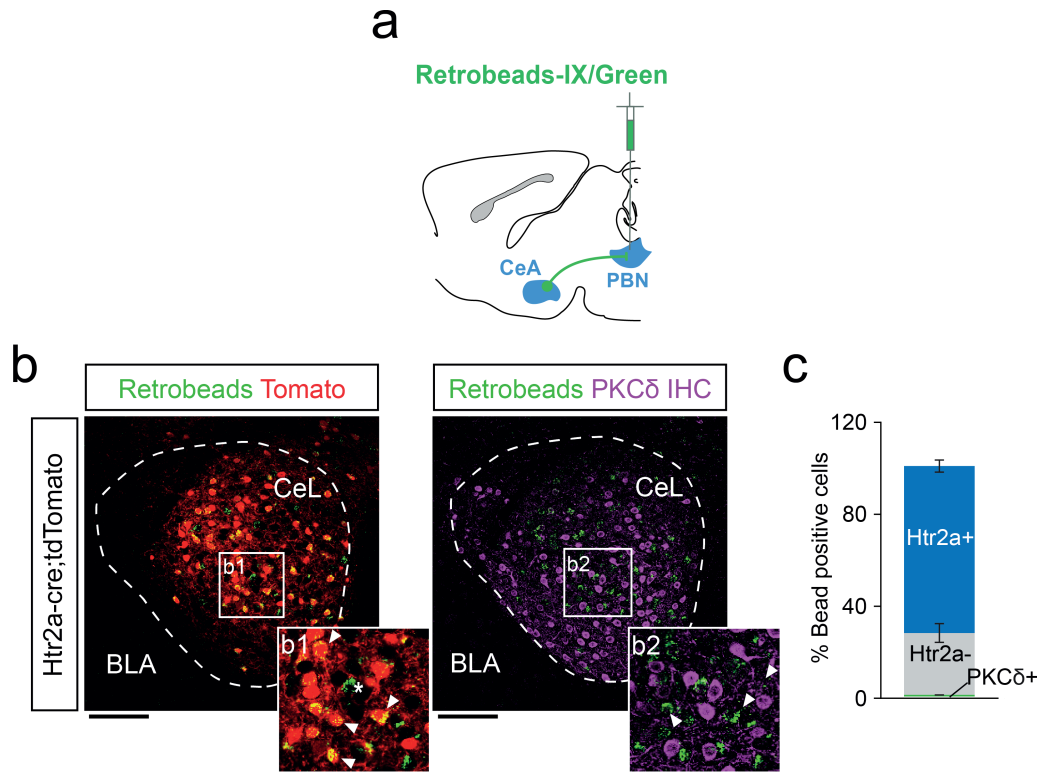 a
Retrobeads-IX/Green
CeA
PBN
b
Retrobeads Tomato
Retrobeads PKCδ IHC
Htr2a-cre;tdTomato
CeL
b1
BLA
b1
*
CeL
b2
BLA
b2
c
% Bead positive cells
120
80
40
0
Htr2a+
Htr2a-
PKCδ+